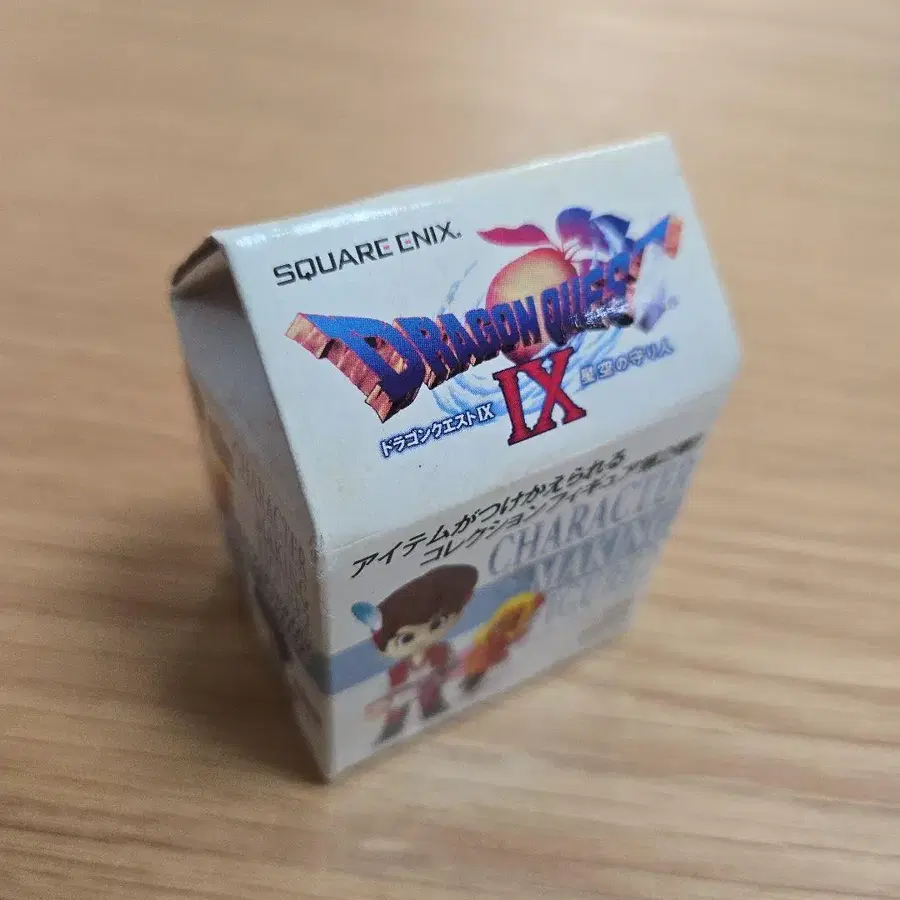 SQUARE ENIX.
DRAGON QUEST
IX
星空の守り人
ドラゴンクエストIX
アイテムがつけかえられる
コレクションフィギュア
CHARACTER
MAKING